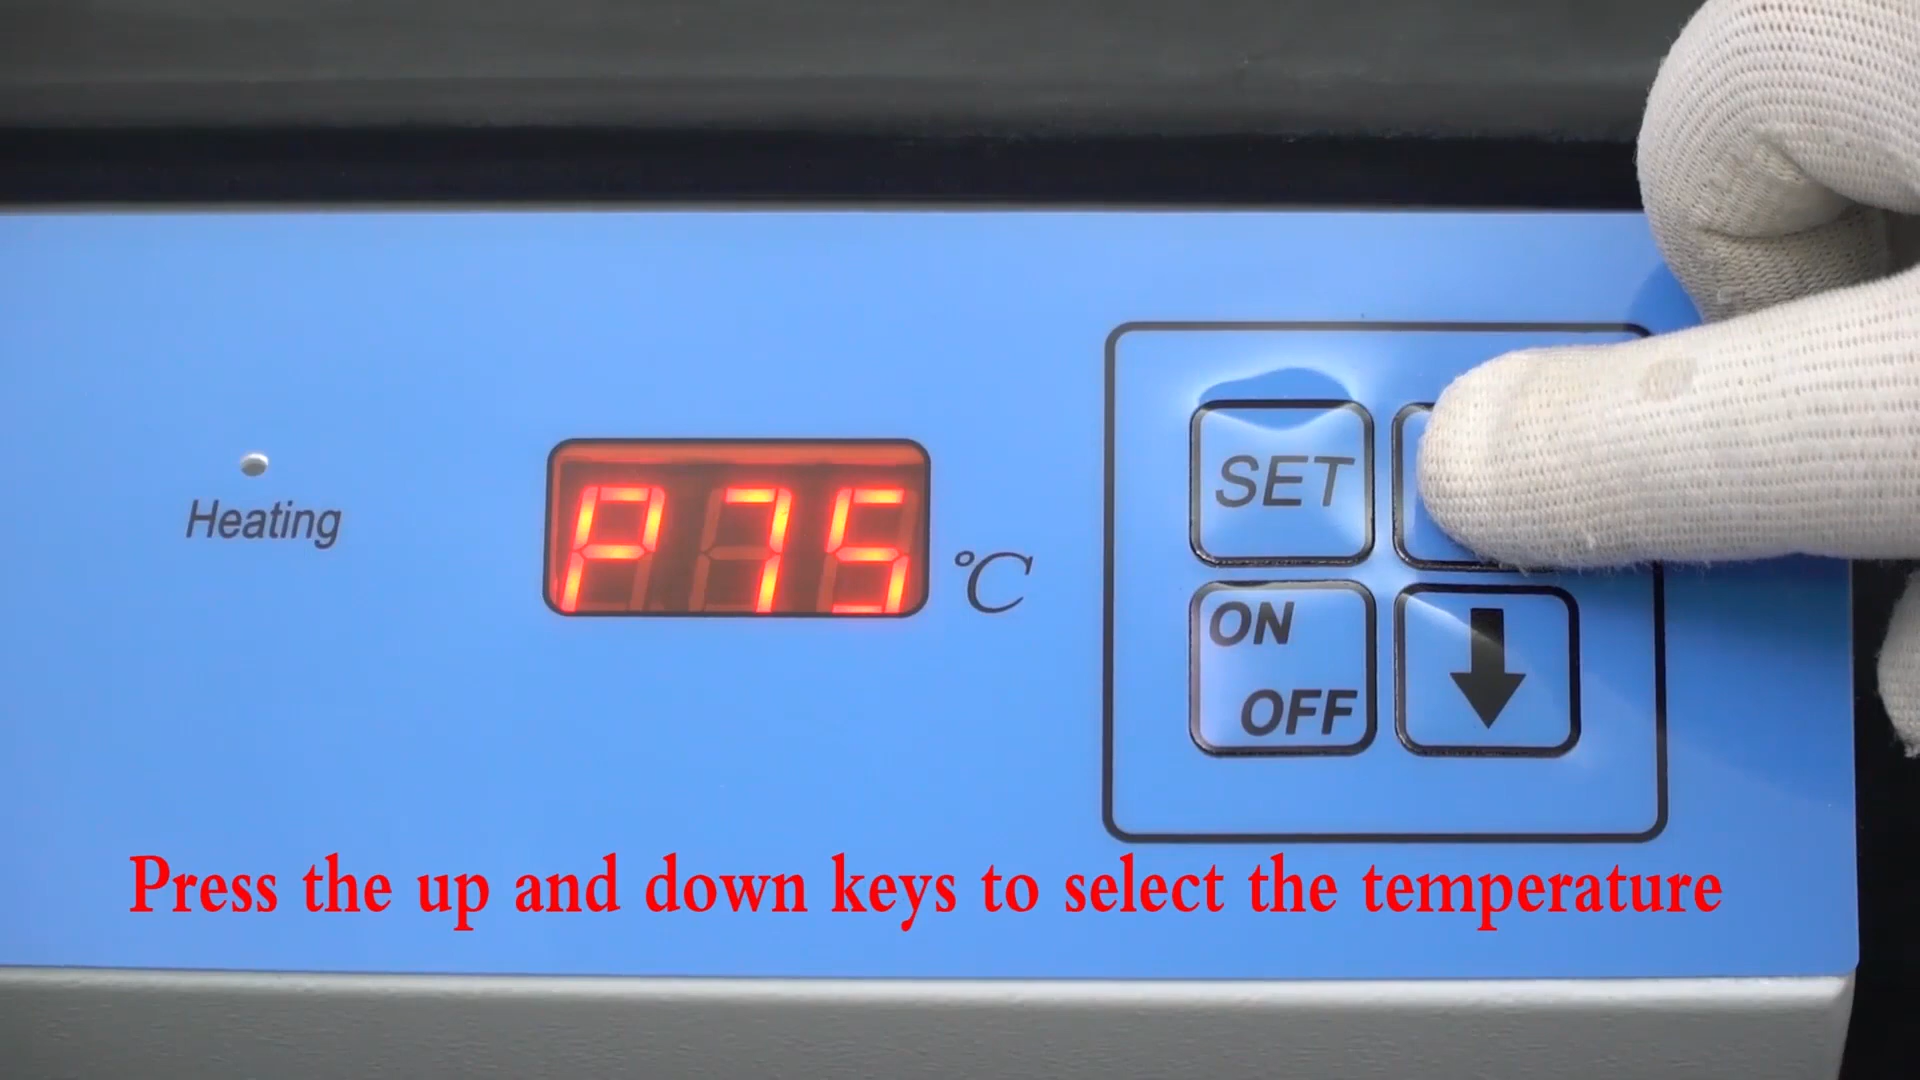 Heating
P75
°C
SET
ON
OFF
Press the up and down keys to select the temperature